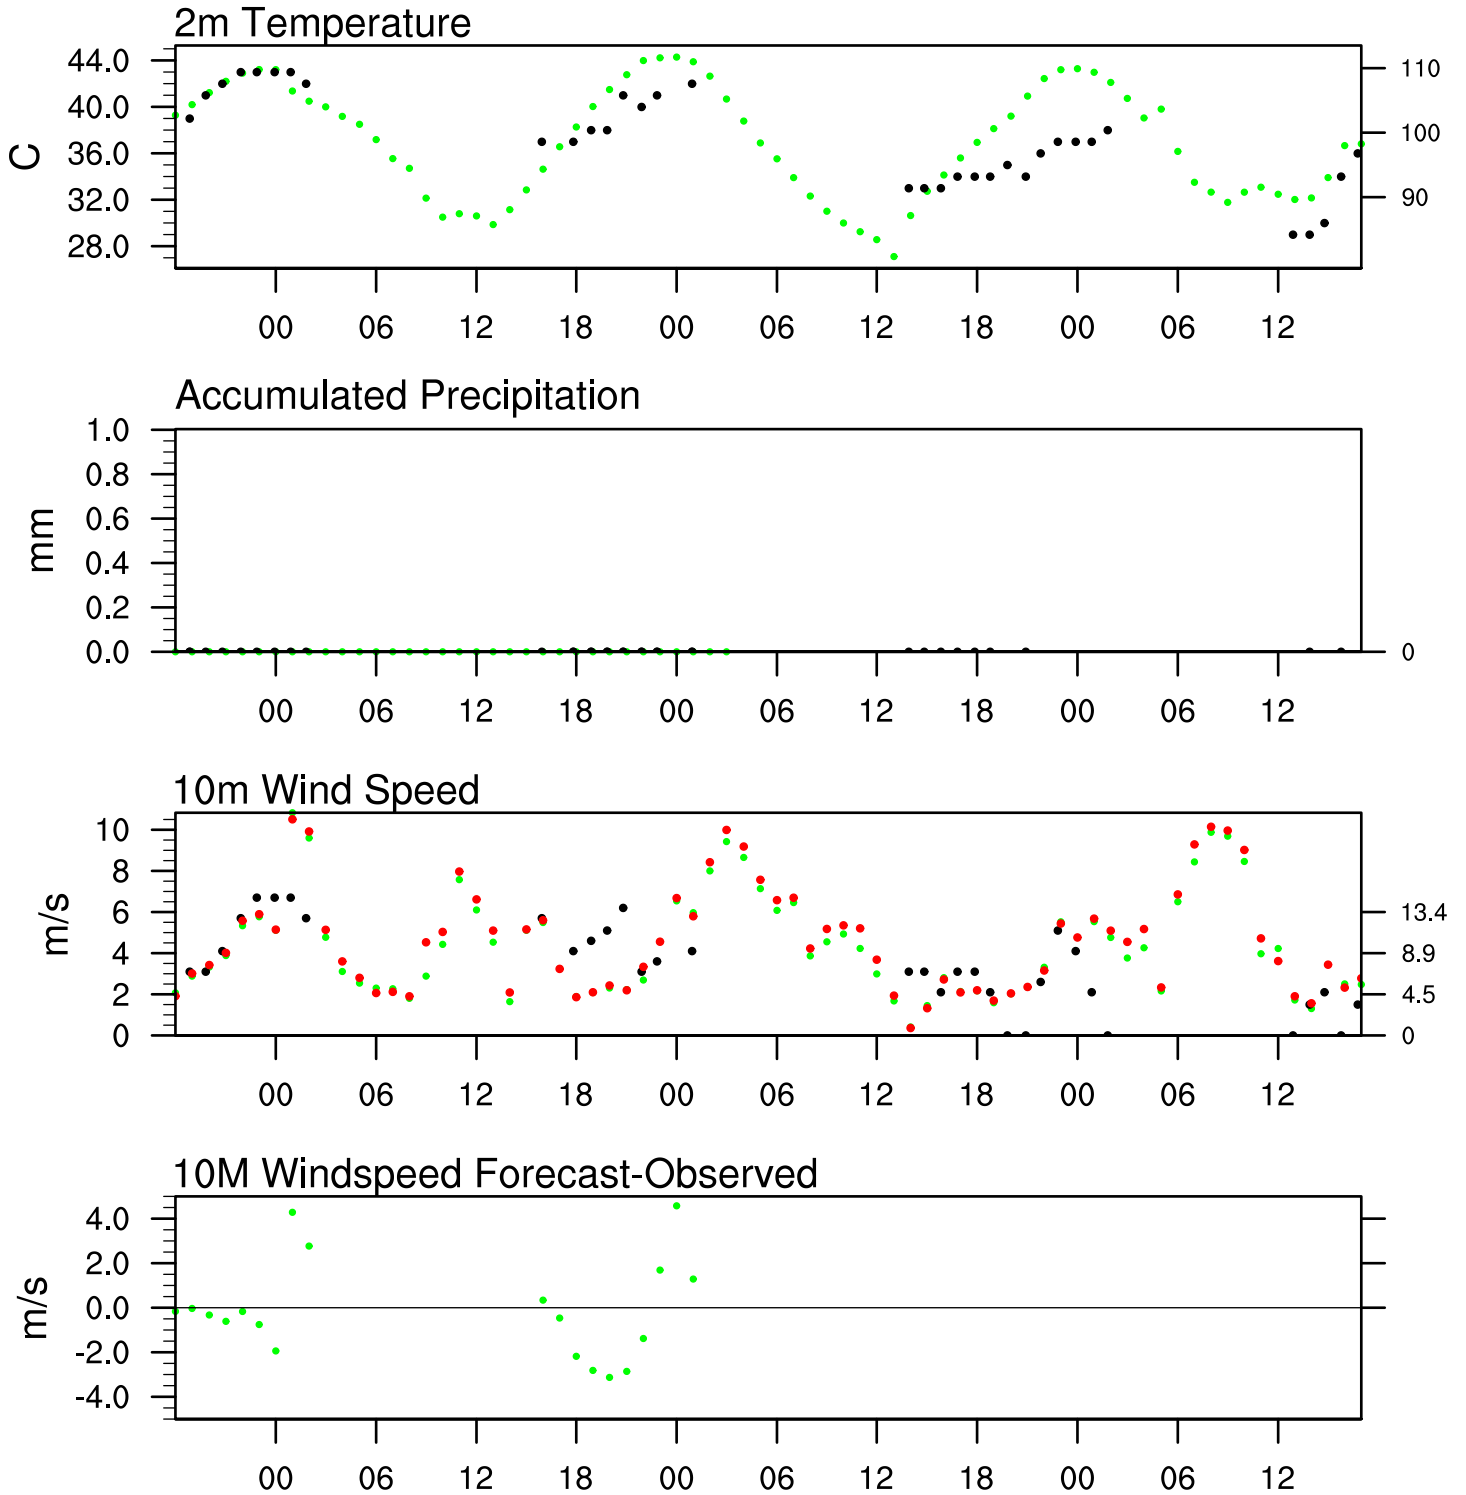 2m Temperature
44.0
40.0
36.0
32.0
28.0
C
110
100
90
00 06 12 18 00 06 12 18 00 06 12
Accumulated Precipitation
1.0
0.8
0.6
0.4
0.2
0.0
mm
0
00 06 12 18 00 06 12 18 00 06 12
10m Wind Speed
10
8
6
4
2
0
m/s
13.4
8.9
4.5
0
00 06 12 18 00 06 12 18 00 06 12
10M Windspeed Forecast-Observed
4.0
2.0
0.0
-2.0
-4.0
m/s
00 06 12 18 00 06 12 18 00 06 12